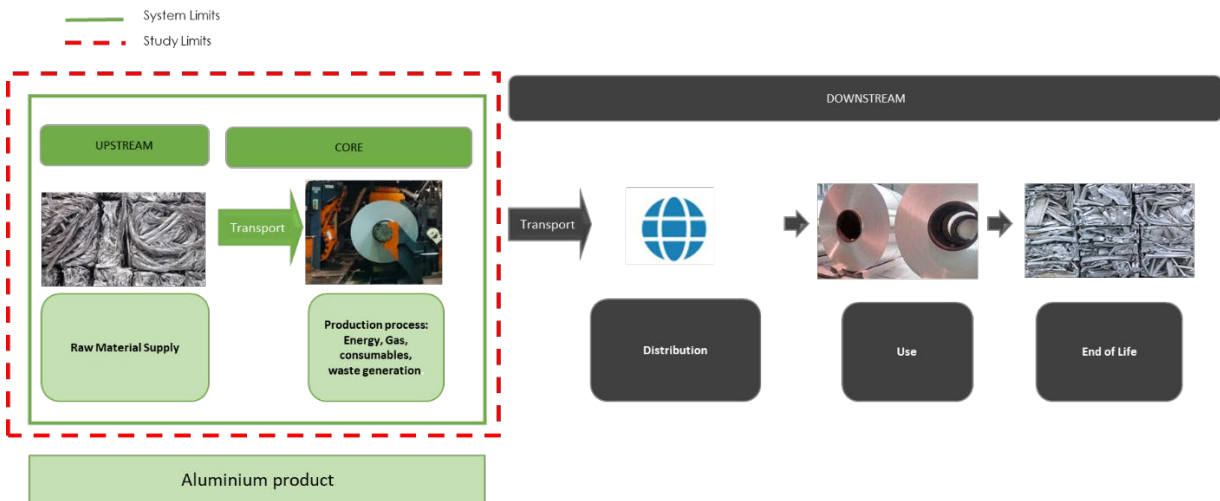 System Limits
Study Limits
DOWNSTREAM
UPSTREAM
CORE
Transport
Transport
Raw Material Supply
Production process:
Energy, Gas,
consumables,
waste generation.
Distribution
Use
End of Life
Aluminium product